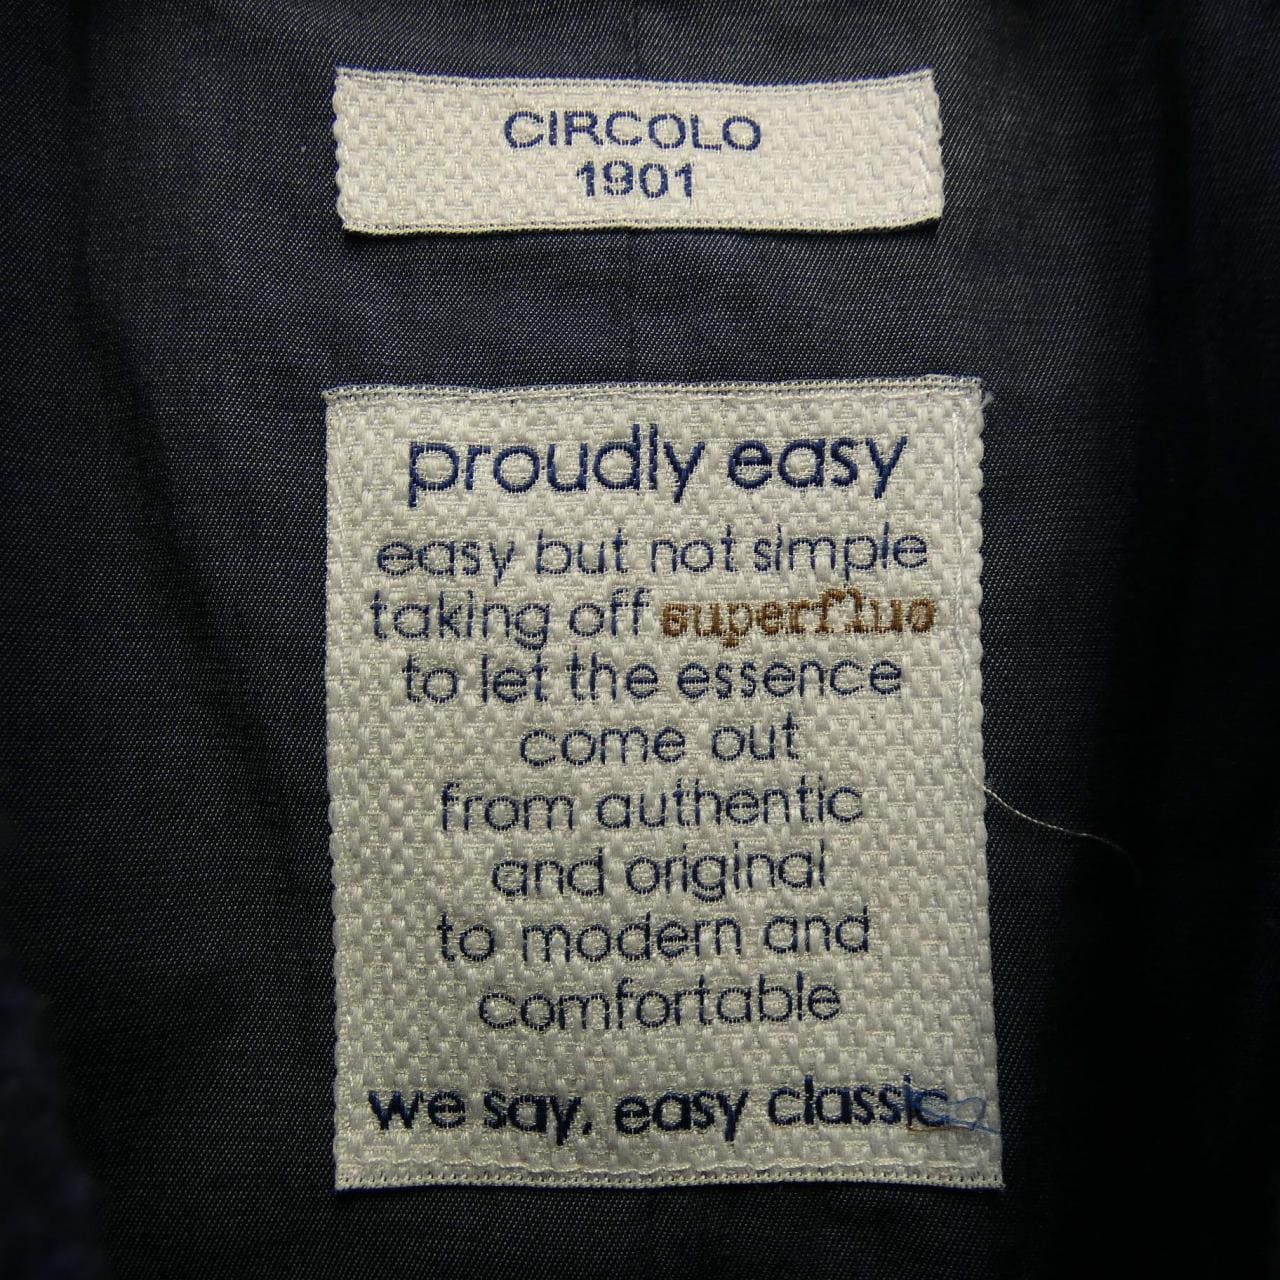 CIRCOLO
1901
proudly easy
easy but not simple
taking off superfluo
to let the essence
come out
from authentic
and original
to modern and
comfortable
we say, easy classic